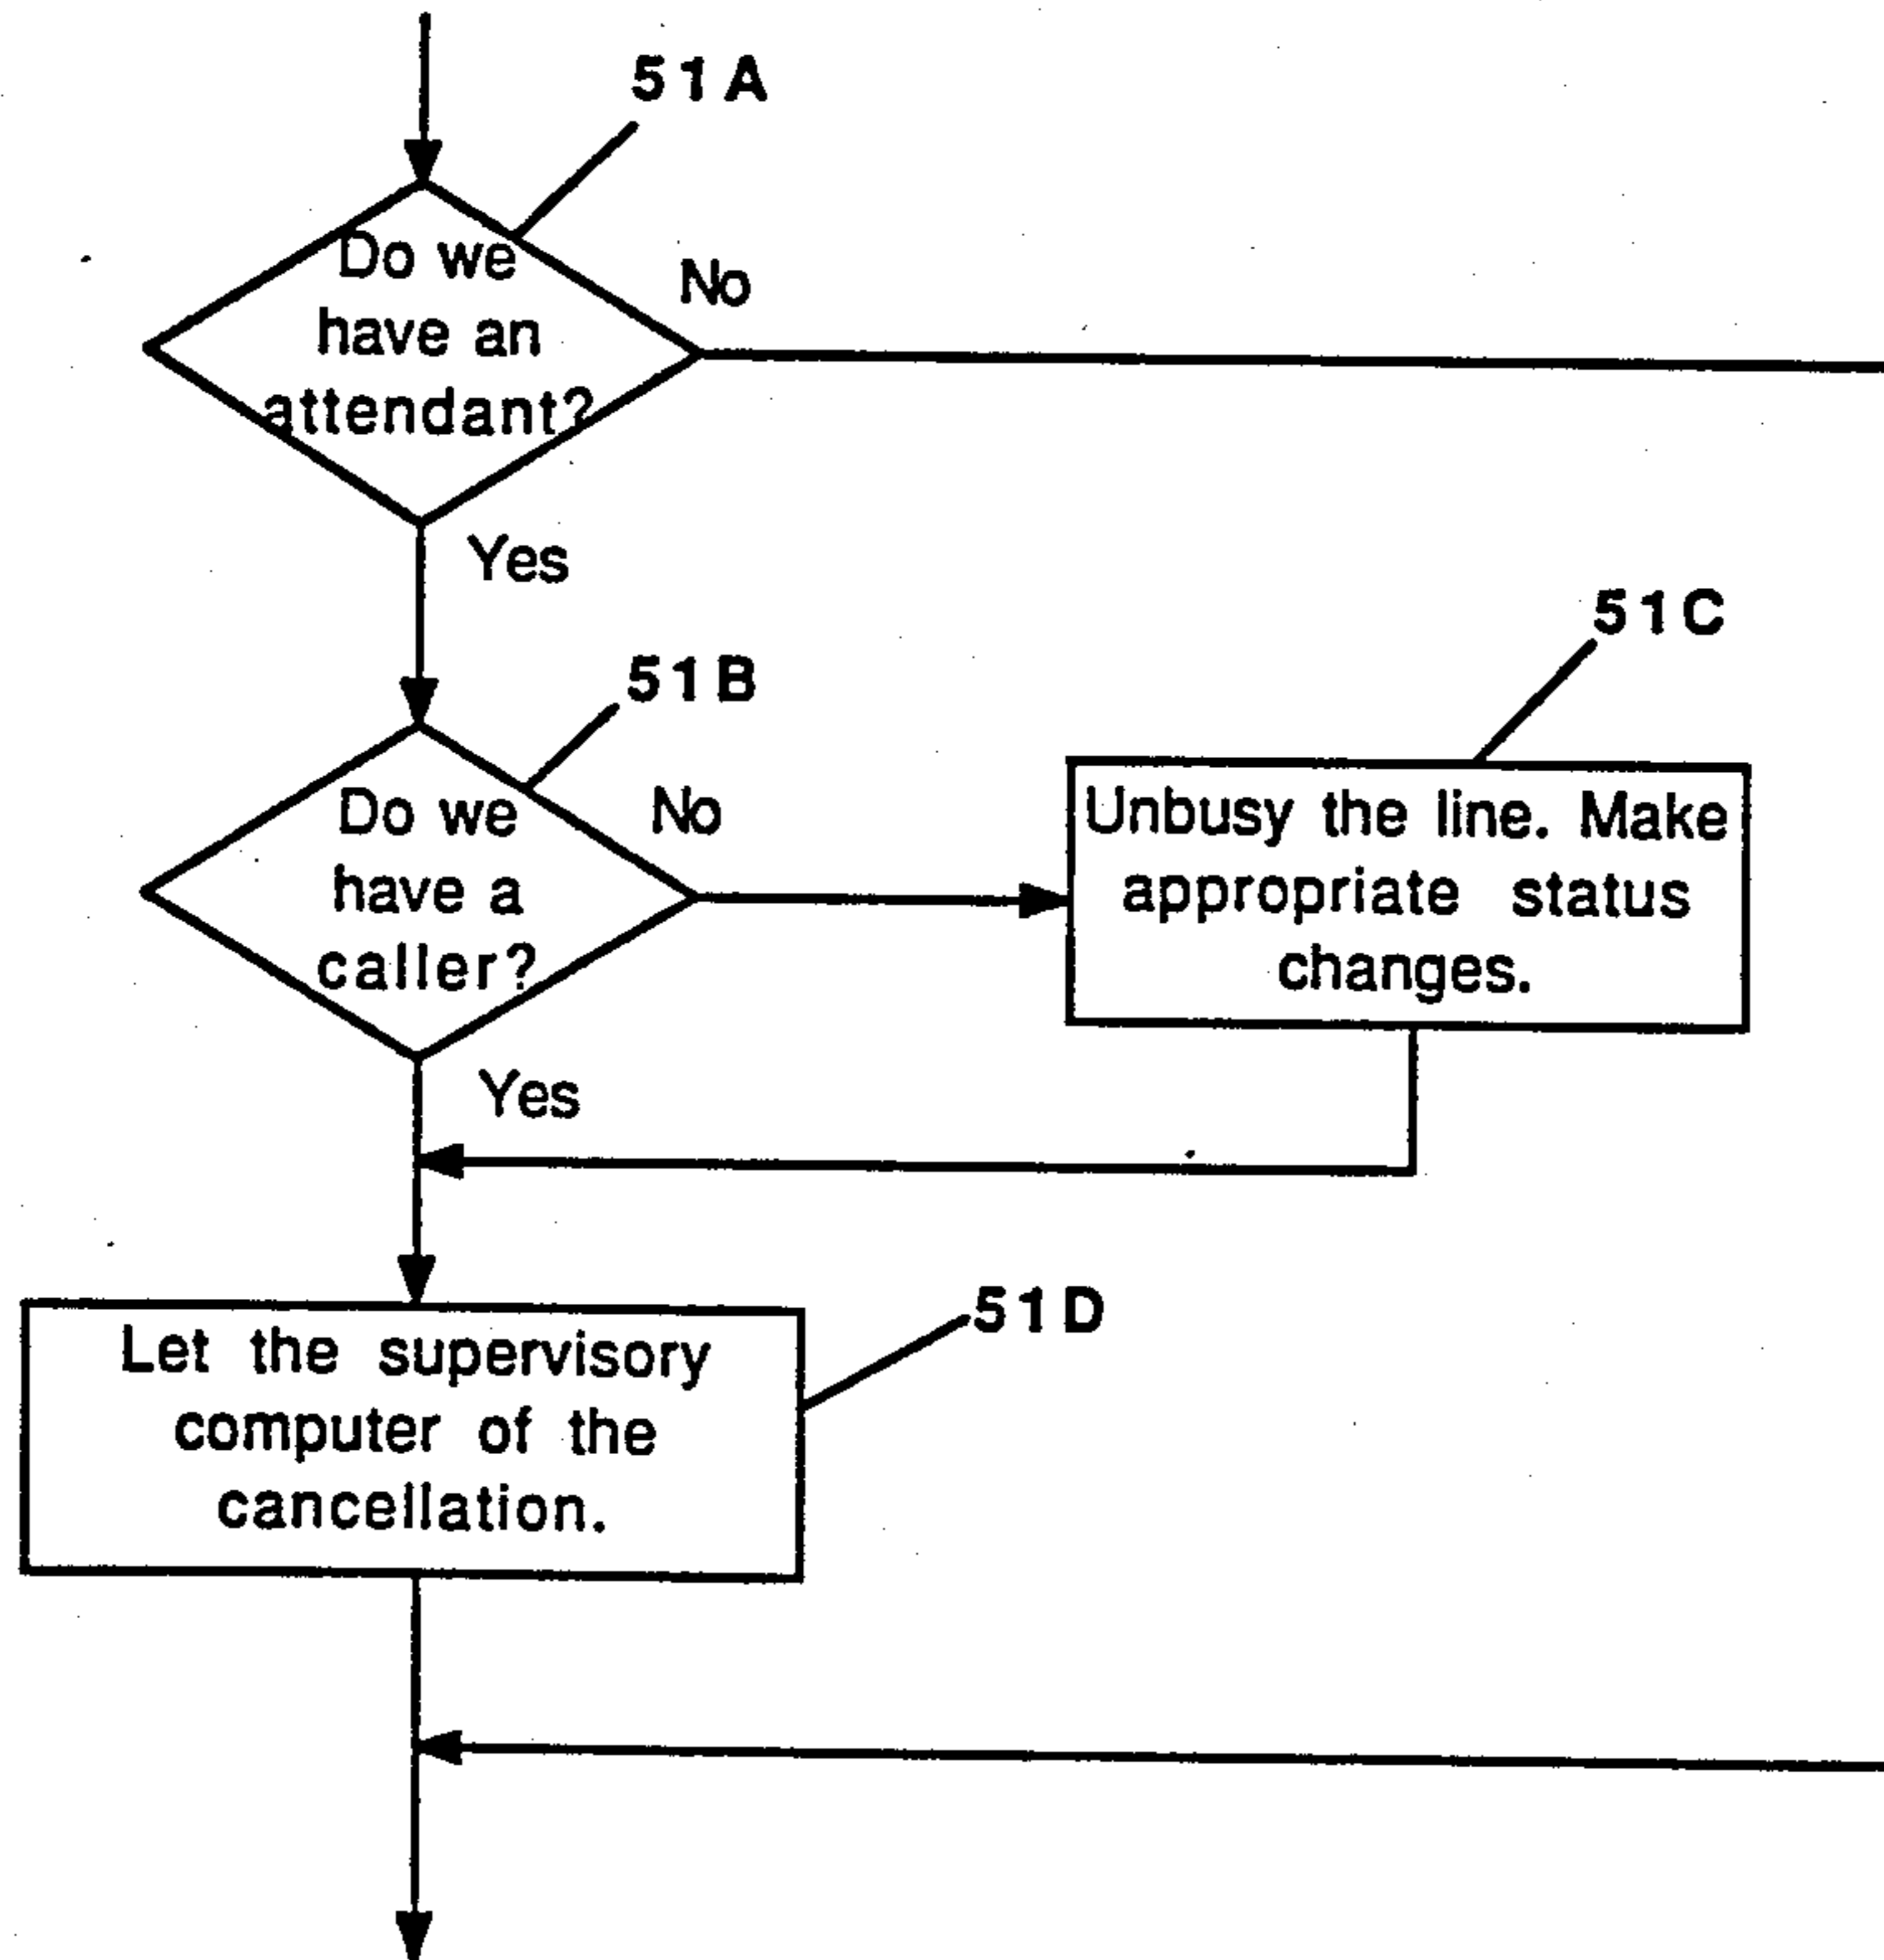 51A
Do we
have an
attendant?
No
Yes
51B
Do we
have a
caller?
No
51C
Unbusy the line. Make
appropriate status
changes.
Yes
Let the supervisory
computer of the
cancellation.
51D